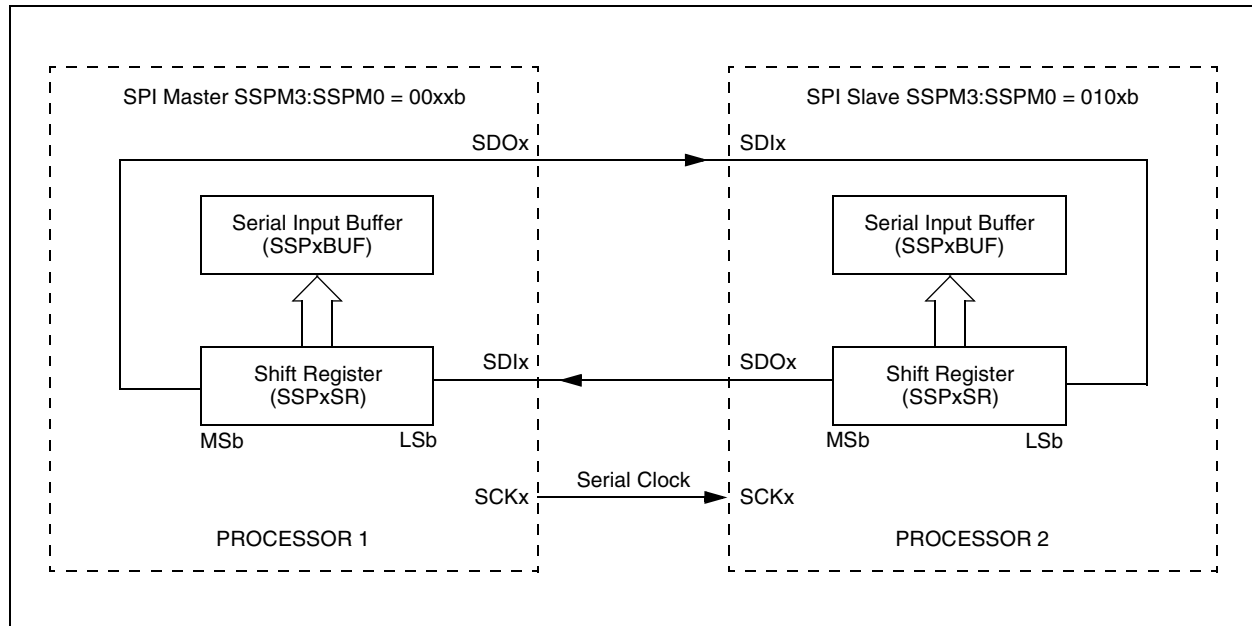 SPI Master SSPM3:SSPM0 = 00xxb
SDOx
Serial Input Buffer
(SSPxBUF)
SDIx
Shift Register
(SSPxSR)
MSb
LSb
SCKx
PROCESSOR 1
Serial Clock
SPI Slave SSPM3:SSPM0 = 010xb
SDIx
Serial Input Buffer
(SSPxBUF)
SDOx
Shift Register
(SSPxSR)
MSb
LSb
SCKx
PROCESSOR 2